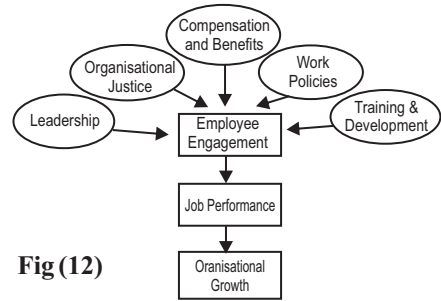 Compensation
and Benefits
Organisational
Justice
Work
Policies
Leadership
Training &
Development
Employee
Engagement
Job Performance
Oranisational
Growth
Fig (12)